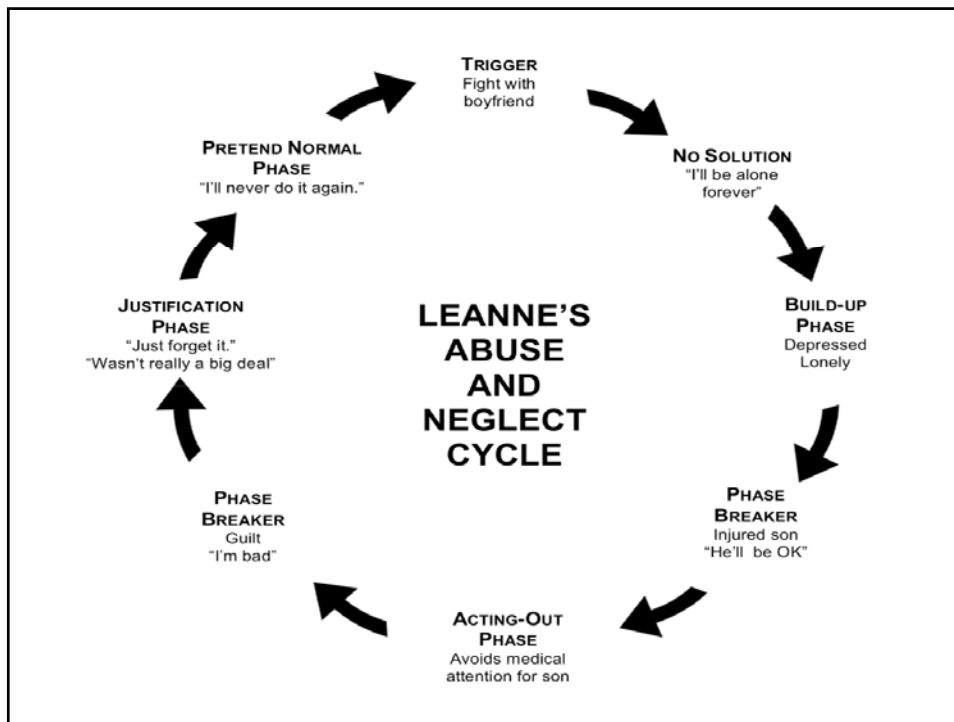 TRIGGER
Fight with
boyfriend
NO SOLUTION
“I’ll be alone
forever”
BUILD-UP
PHASE
Depressed
Lonely
PHASE
BREAKER
Injured son
“He’ll be OK”
ACTING-OUT
PHASE
Avoids medical
attention for son
PHASE
BREAKER
Guilt
“I’m bad”
JUSTIFICATION
PHASE
“Just forget it.”
“Wasn’t really a big deal”
PRETEND NORMAL
PHASE
“I’ll never do it again.”
LEANNE’S
ABUSE
AND
NEGLECT
CYCLE